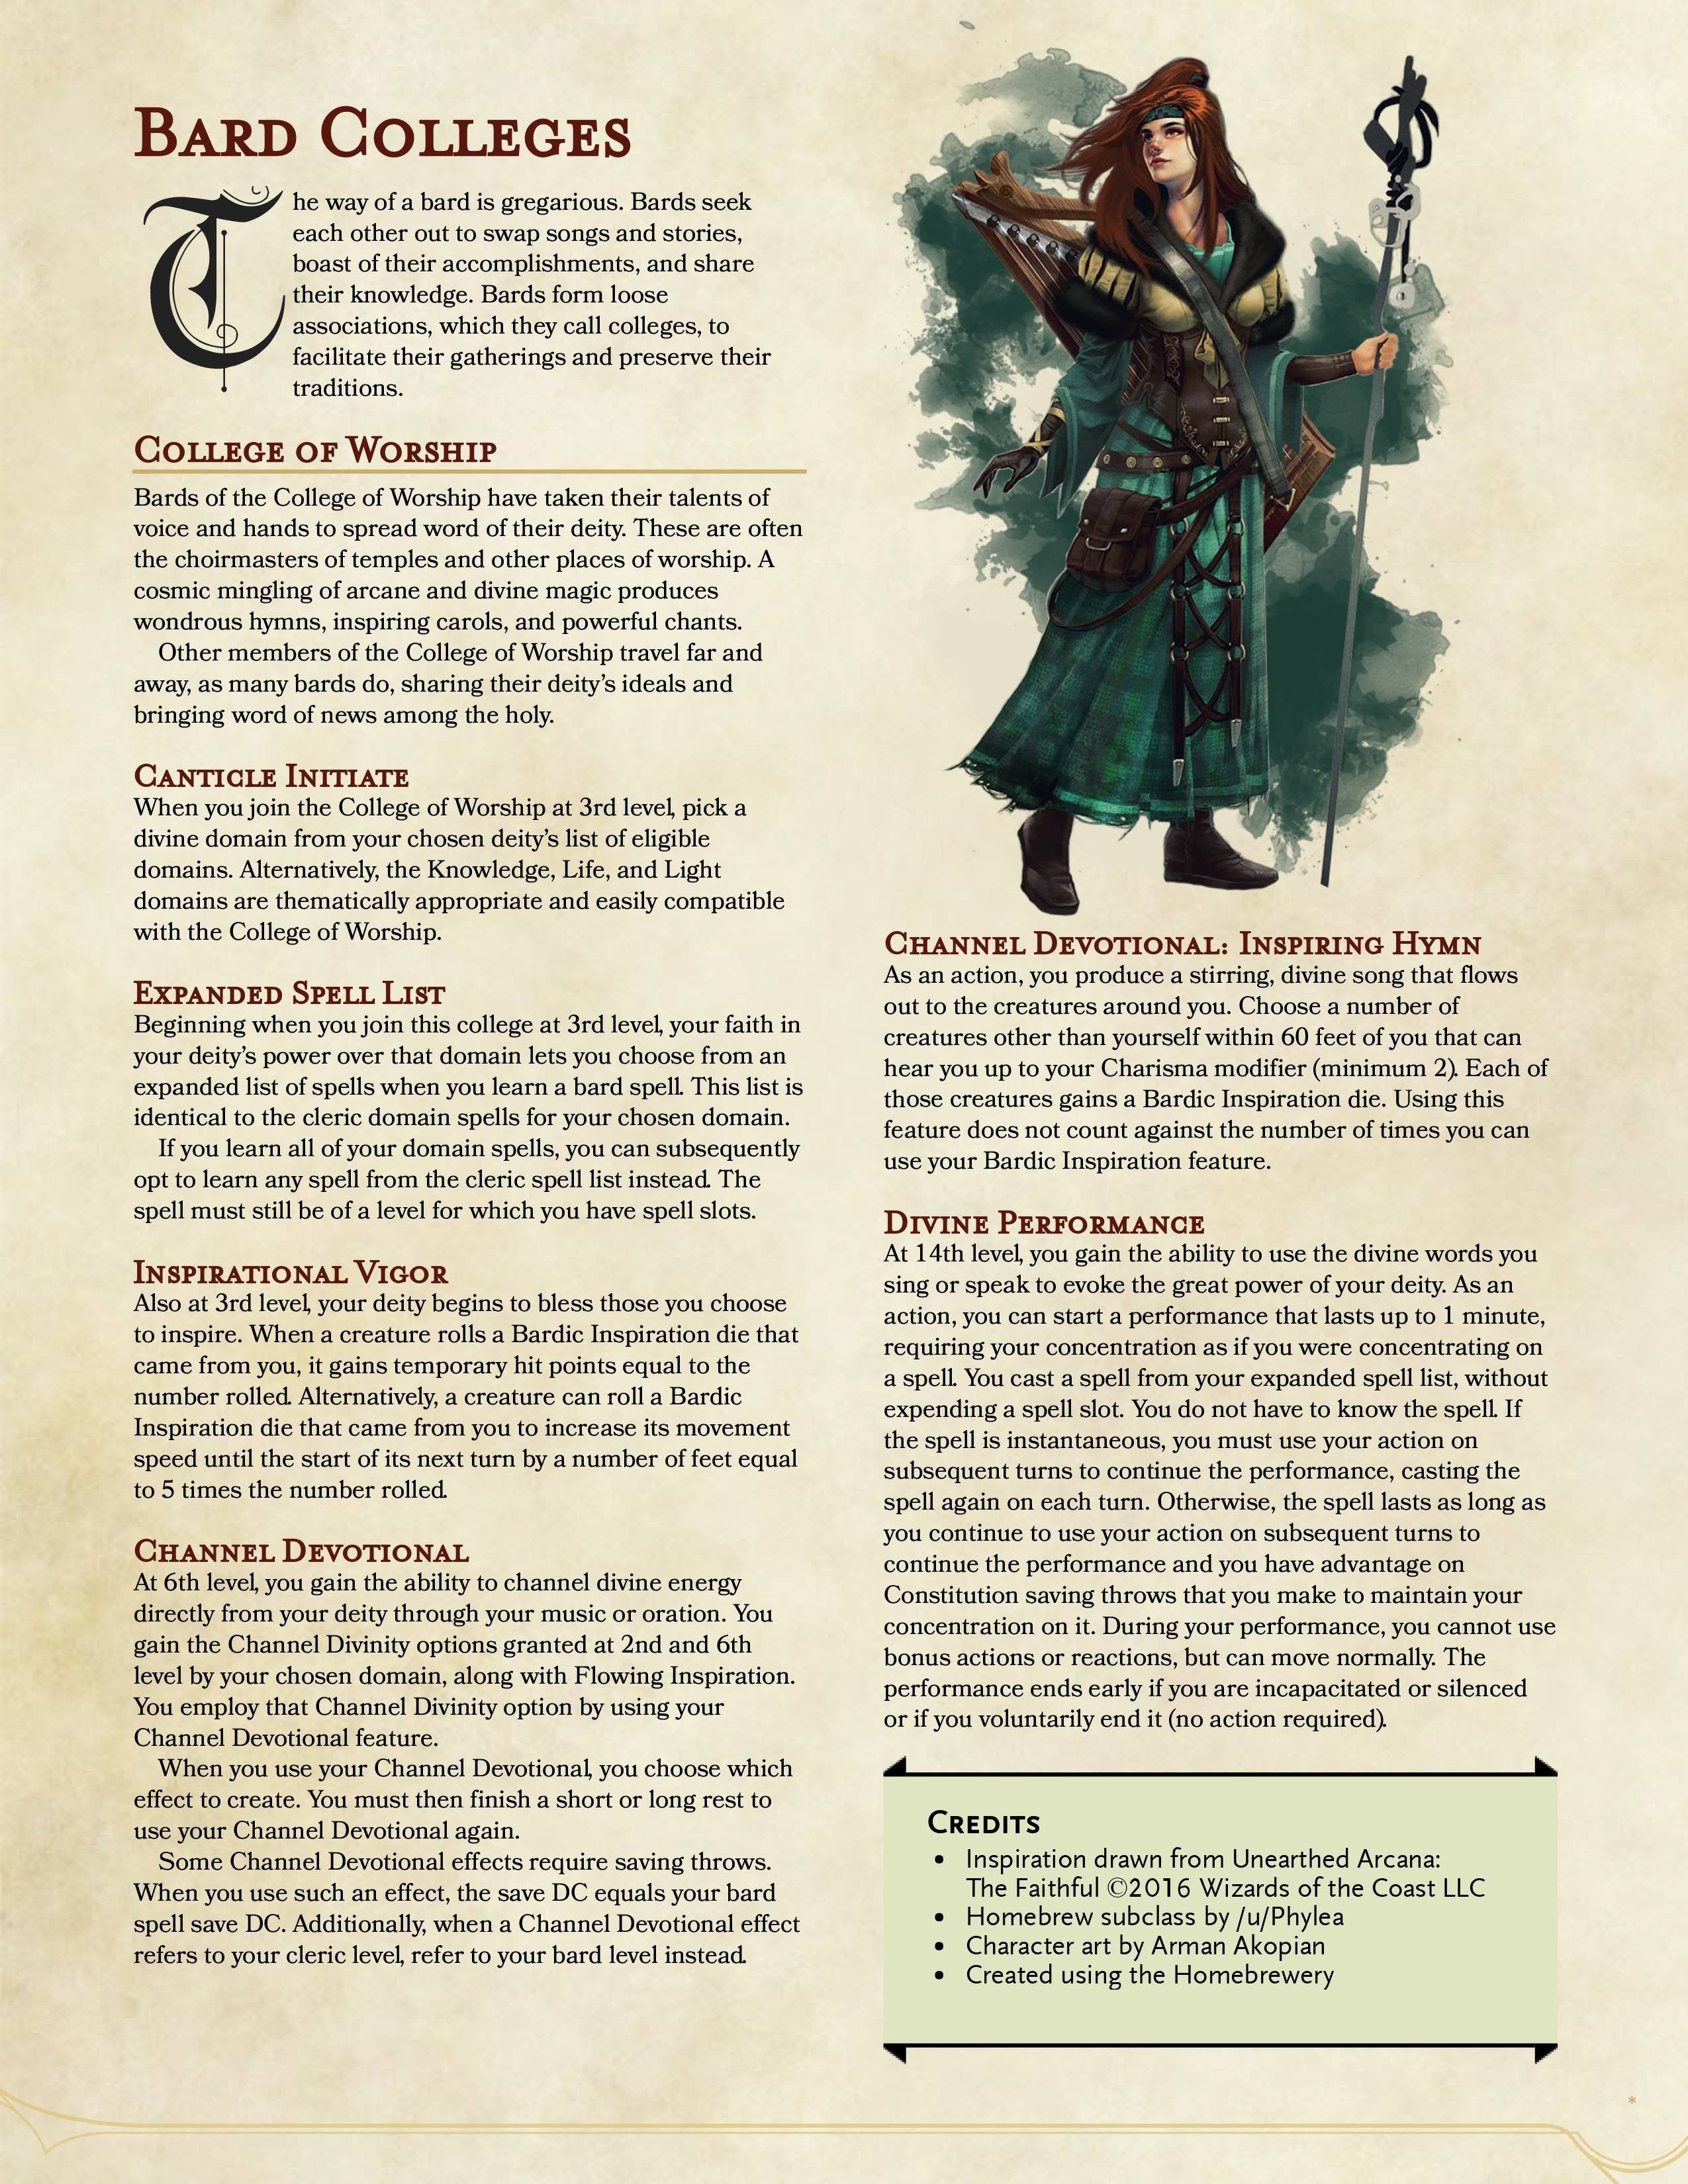 Bard Colleges
The way of a bard is gregarious. Bards seek
each other out to swap songs and stories,
boast of their accomplishments, and share
their knowledge. Bards form loose
associations, which they call colleges, to
facilitate their gatherings and preserve their
traditions.
College of Worship
Bards of the College of Worship have taken their talents of
voice and hands to spread word of their deity. These are often
the choirmasters of temples and other places of worship. A
cosmic mingling of arcane and divine magic produces
wondrous hymns, inspiring carols, and powerful chants.
Other members of the College of Worship travel far and
away, as many bards do, sharing their deity's ideals and
bringing word of news among the holy.
Canticle Initiate
When you join the College of Worship at 3rd level, pick a
divine domain from your chosen deity's list of eligible
domains. Alternatively, the Knowledge, Life, and Light
domains are thematically appropriate and easily compatible
with the College of Worship.
Expanded Spell List
Beginning when you join this college at 3rd level, your faith in
your deity's power over that domain lets you choose from an
expanded list of spells when you learn a bard spell. This list is
identical to the cleric domain spells for your chosen domain.
If you learn all of your domain spells, you can subsequently
opt to learn any spell from the cleric spell list instead. The
spell must still be of a level for which you have spell slots.
Inspirational Vigor
Also at 3rd level, your deity begins to bless those you choose
to inspire. When a creature rolls a Bardic Inspiration die that
came from you, it gains temporary hit points equal to the
number rolled. Alternatively, a creature can roll a Bardic
Inspiration die that came from you to increase its movement
speed until the start of its next turn by a number of feet equal
to 5 times the number rolled.
Channel Devotional
At 6th level, you gain the ability to channel divine energy
directly from your deity through your music or oration. You
gain the Channel Divinity options granted at 2nd and 6th
level by your chosen domain, along with Flowing Inspiration.
You employ that Channel Divinity option by using your
Channel Devotional feature.
When you use your Channel Devotional, you choose which
effect to create. You must then finish a short or long rest to
use your Channel Devotional again.
Some Channel Devotional effects require saving throws.
When you use such an effect, the save DC equals your bard
spell save DC. Additionally, when a Channel Devotional effect
refers to your cleric level, refer to your bard level instead.
Channel Devotional: Inspiring Hymn
As an action, you produce a stirring, divine song that flows
out to the creatures around you. Choose a number of
creatures other than yourself within 60 feet of you that can
hear you up to your Charisma modifier (minimum 2). Each of
those creatures gains a Bardic Inspiration die. Using this
feature does not count against the number of times you can
use your Bardic Inspiration feature.
Divine Performance
At 14th level, you gain the ability to use the divine words you
sing or speak to evoke the great power of your deity. As an
action, you can start a performance that lasts up to 1 minute,
requiring your concentration as if you were concentrating on
a spell. You cast a spell from your expanded spell list, without
expending a spell slot. You do not have to know the spell. If
the spell is instantaneous, you must use your action on
subsequent turns to continue the performance, casting the
spell again on each turn. Otherwise, the spell lasts as long as
you continue to use your action on subsequent turns to
continue the performance and you have advantage on
Constitution saving throws that you make to maintain your
concentration on it. During your performance, you cannot use
bonus actions or reactions, but can move normally. The
performance ends early if you are incapacitated or silenced
or if you voluntarily end it (no action required).
Credits
• Inspiration drawn from Unearthed Arcana:
The Faithful ©2016 Wizards of the Coast LLC
• Homebrew subclass by /u/Phylea
• Character art by Arman Akopian
• Created using the Homebrewery
*